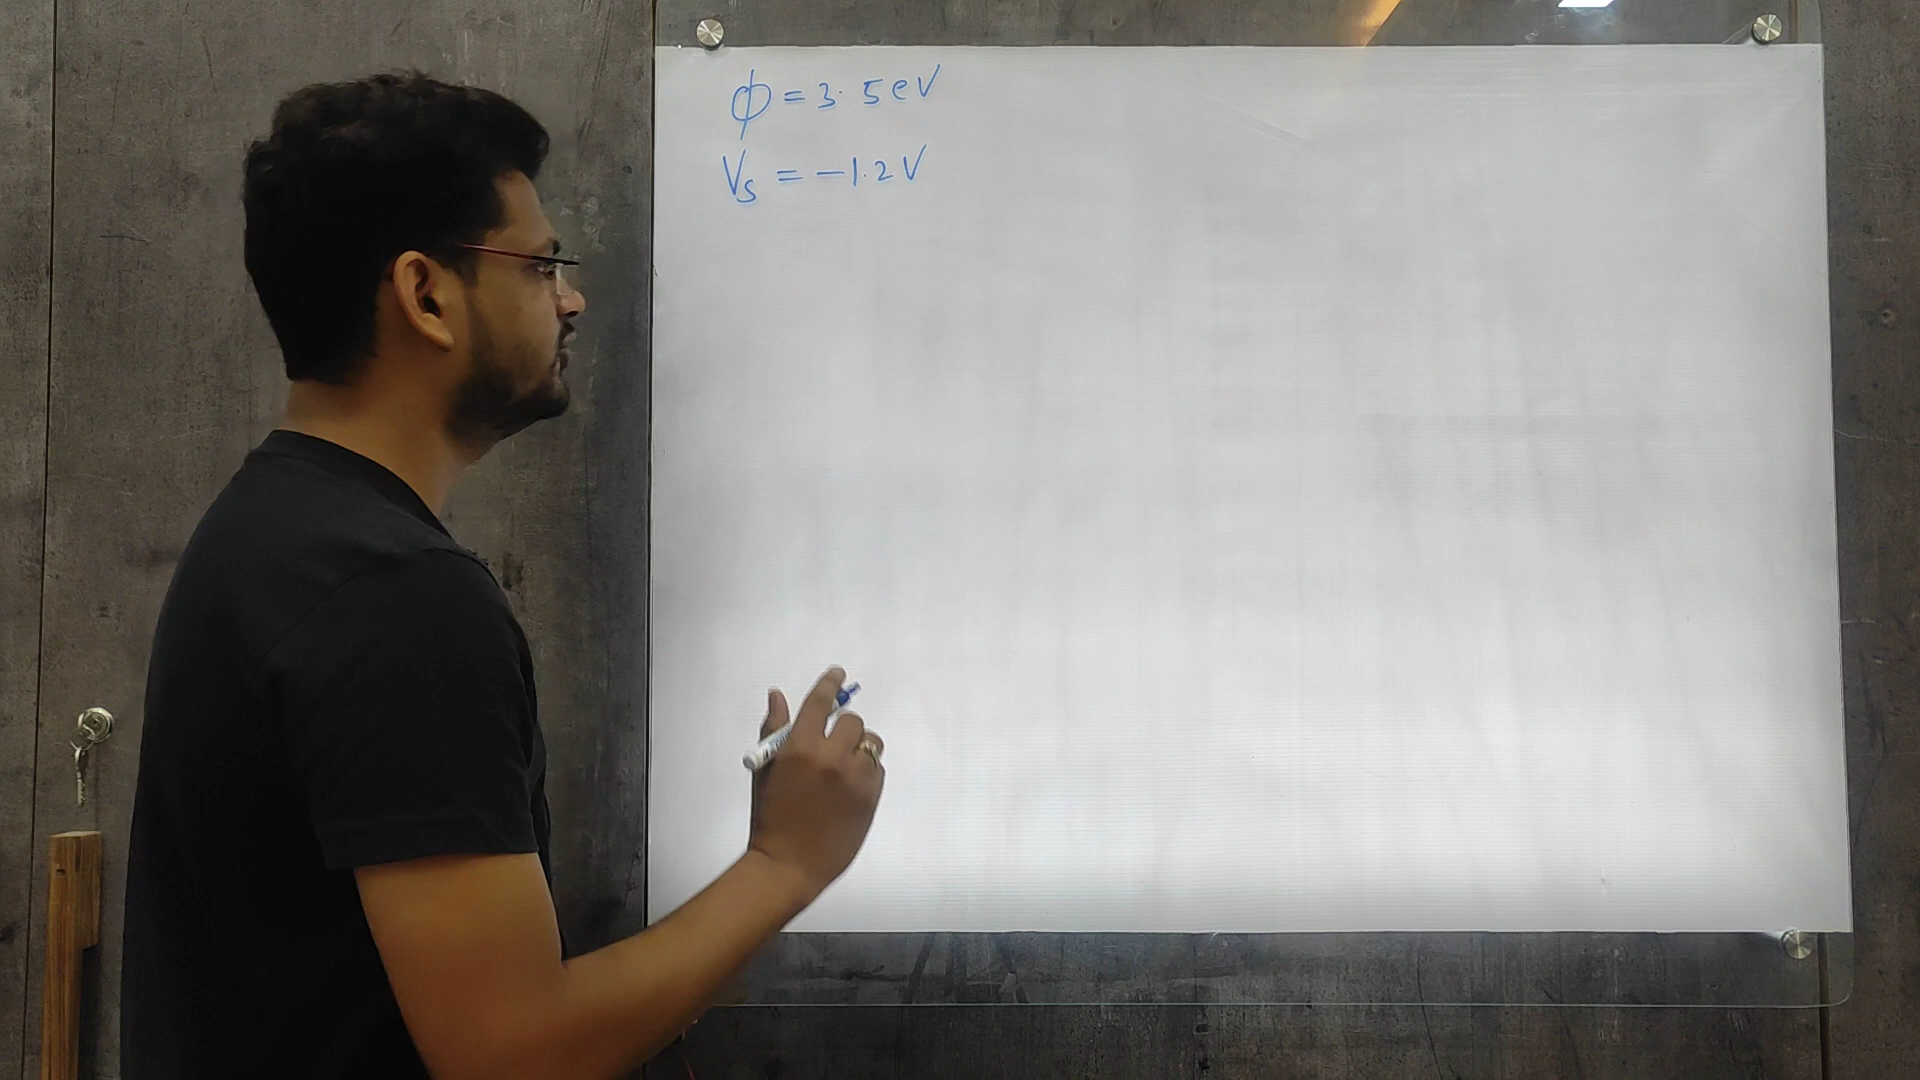 ϕ = 3.5 eV
Vs = -1.2 V